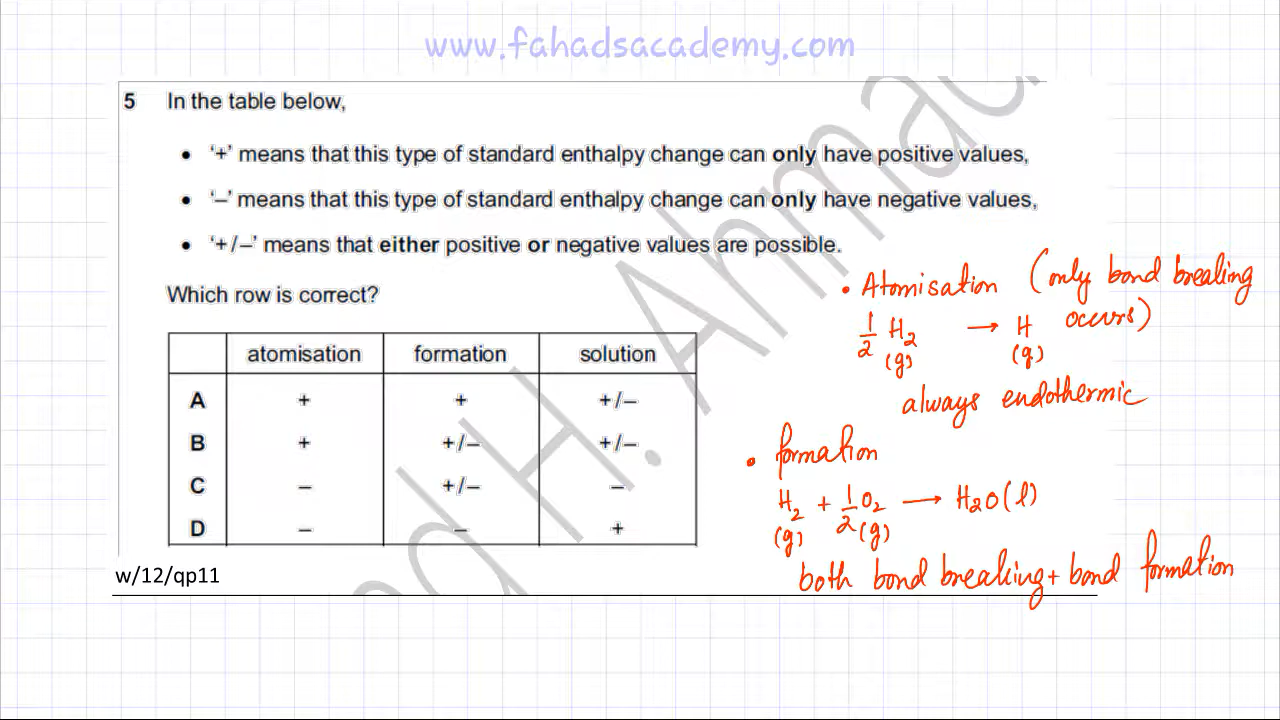 www.fahadsacademy.com
5 In the table below,
• ‘+’ means that this type of standard enthalpy change can only have positive values,
• ‘–’ means that this type of standard enthalpy change can only have negative values,
• ‘+/–’ means that either positive or negative values are possible.
Which row is correct?
atomisation formation solution
A + + +/–
B + +/– +/–
C – +/– –
D – – +
w/12/qp11
• Atomisation (only bond breaking
occurs)
1/2 H2 (g) → H (g)
always endothermic
• formation
H2 (g) + 1/2 O2 (g) → H2O(l)
both bond breaking + bond formation
H. Ahmad